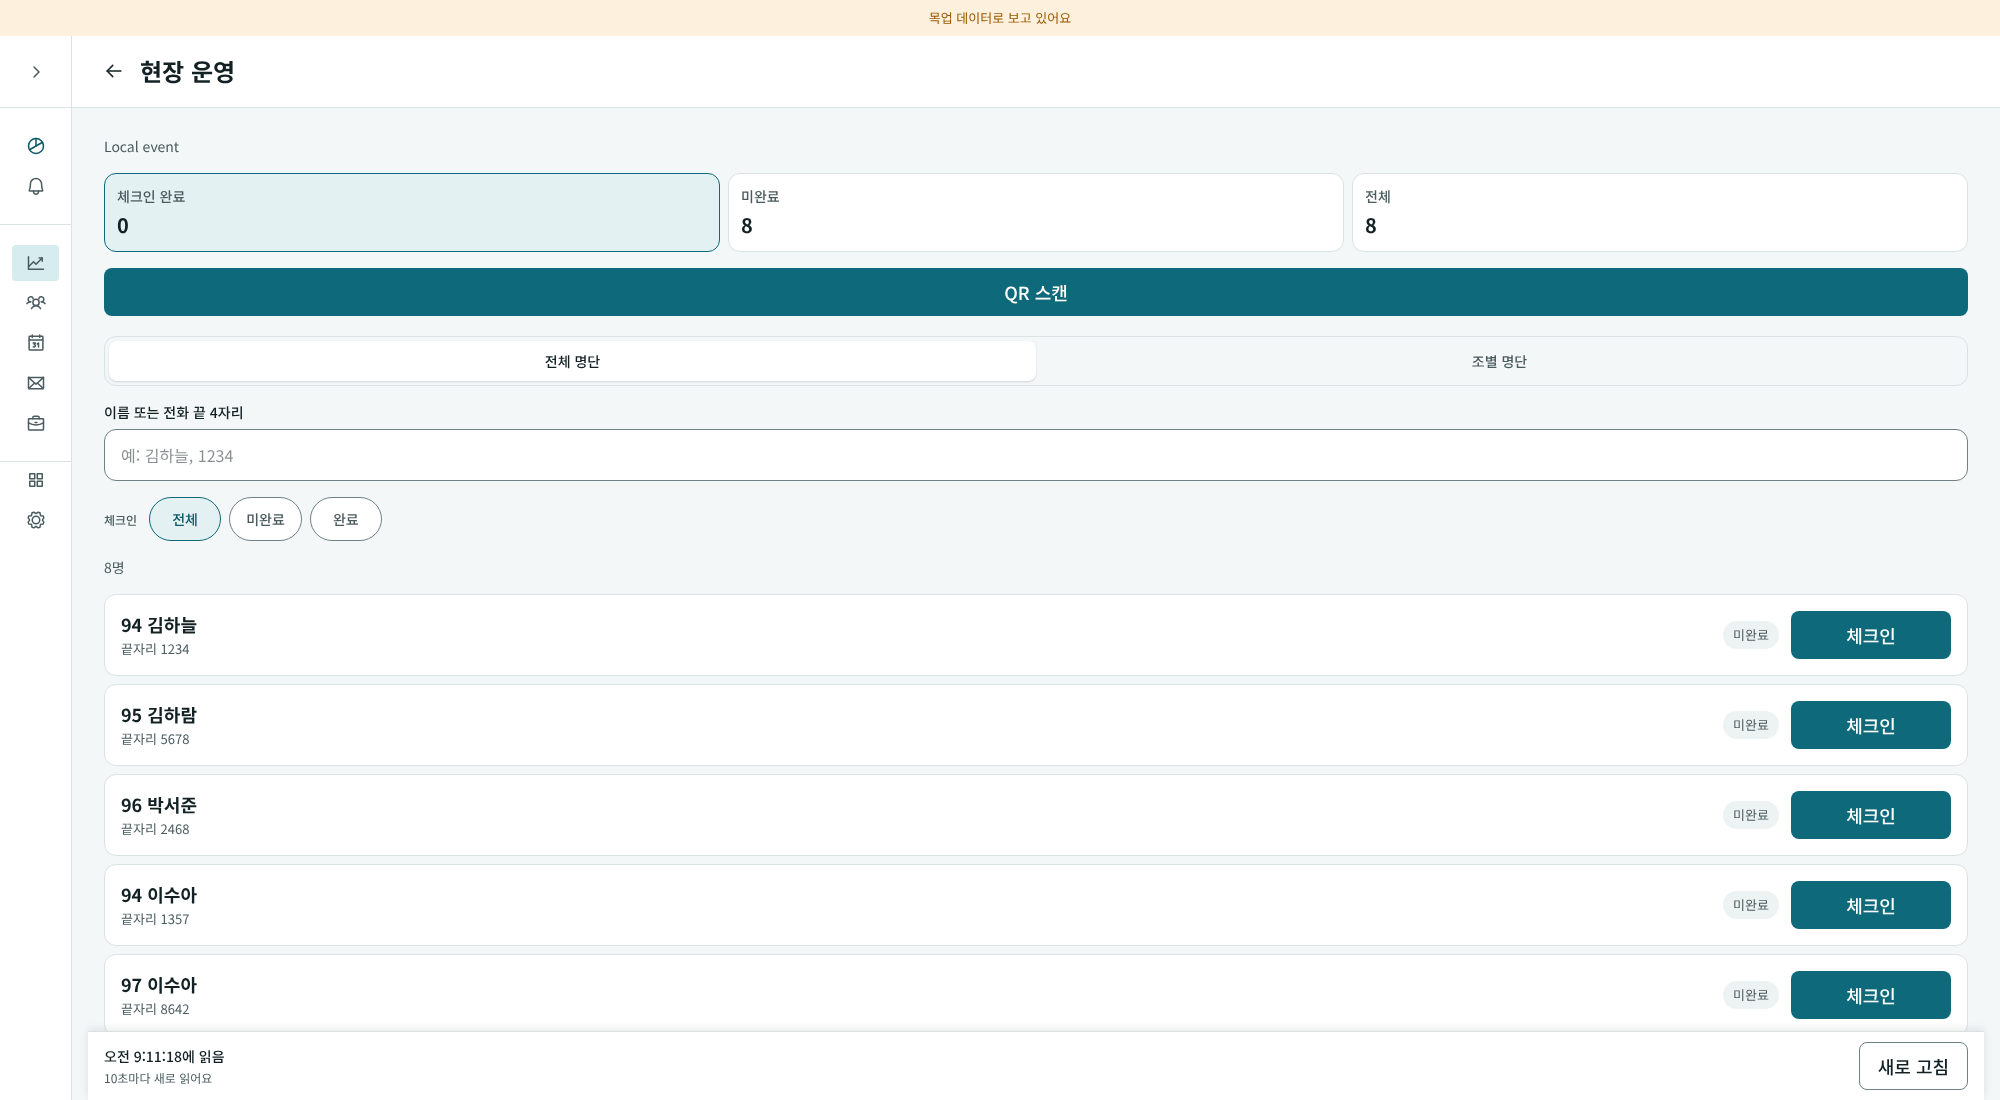 목업 데이터로 보고 있어요
현장 운영
Local event
체크인 완료
0
미완료
8
전체
8
QR 스캔
전체 명단
조별 명단
이름 또는 전화 끝 4자리
예: 김하늘, 1234
체크인
전체
미완료
완료
8명
94 김하늘
끝자리 1234
미완료
체크인
95 김하람
끝자리 5678
미완료
체크인
96 박서준
끝자리 2468
미완료
체크인
94 이수아
끝자리 1357
미완료
체크인
97 이수아
끝자리 8642
미완료
체크인
오전 9:11:18에 읽음
10초마다 새로 읽어요
새로 고침
31